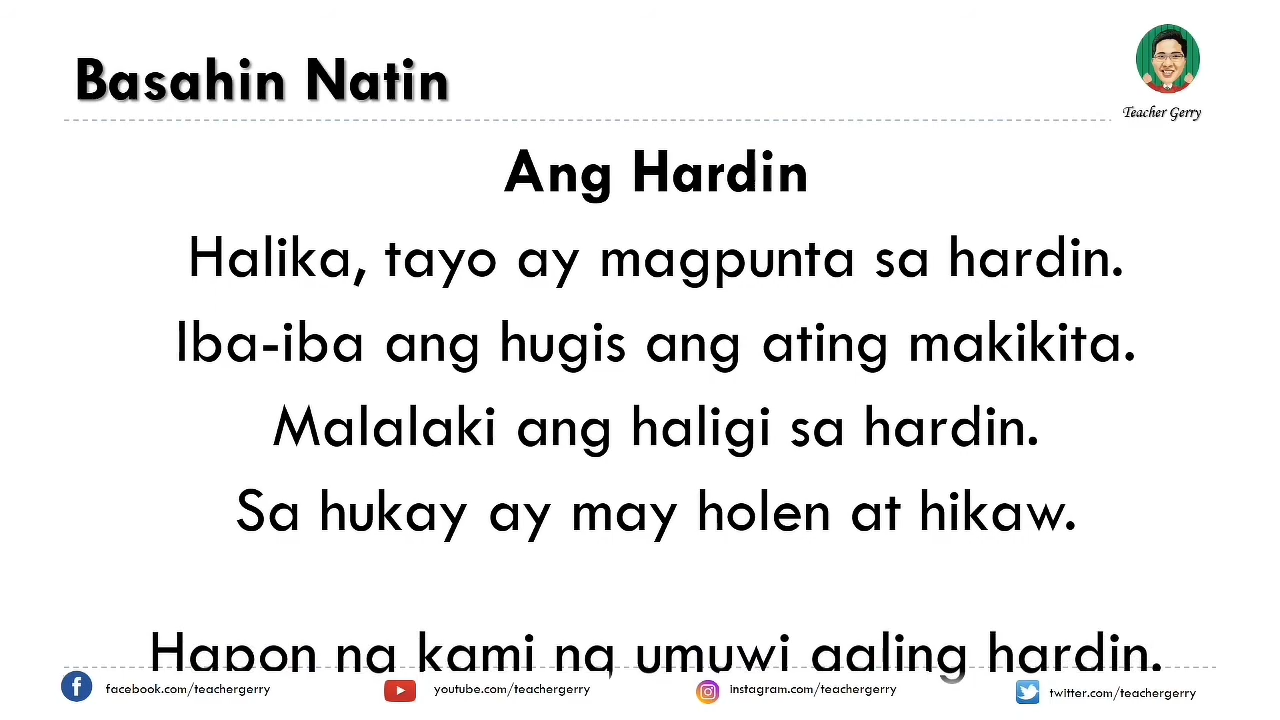 Basahin Natin
Teacher Gerry
Ang Hardin
Halika, tayo ay magpunta sa hardin.
Iba-iba ang hugis ang ating makikita.
Malalaki ang haligi sa hardin.
Sa hukay ay may holen at hikaw.
Hapon na kami ng umuwi galing hardin.
facebook.com/teachergerry
youtube.com/teachergerry
instagram.com/teachergerry
twitter.com/teachergerry